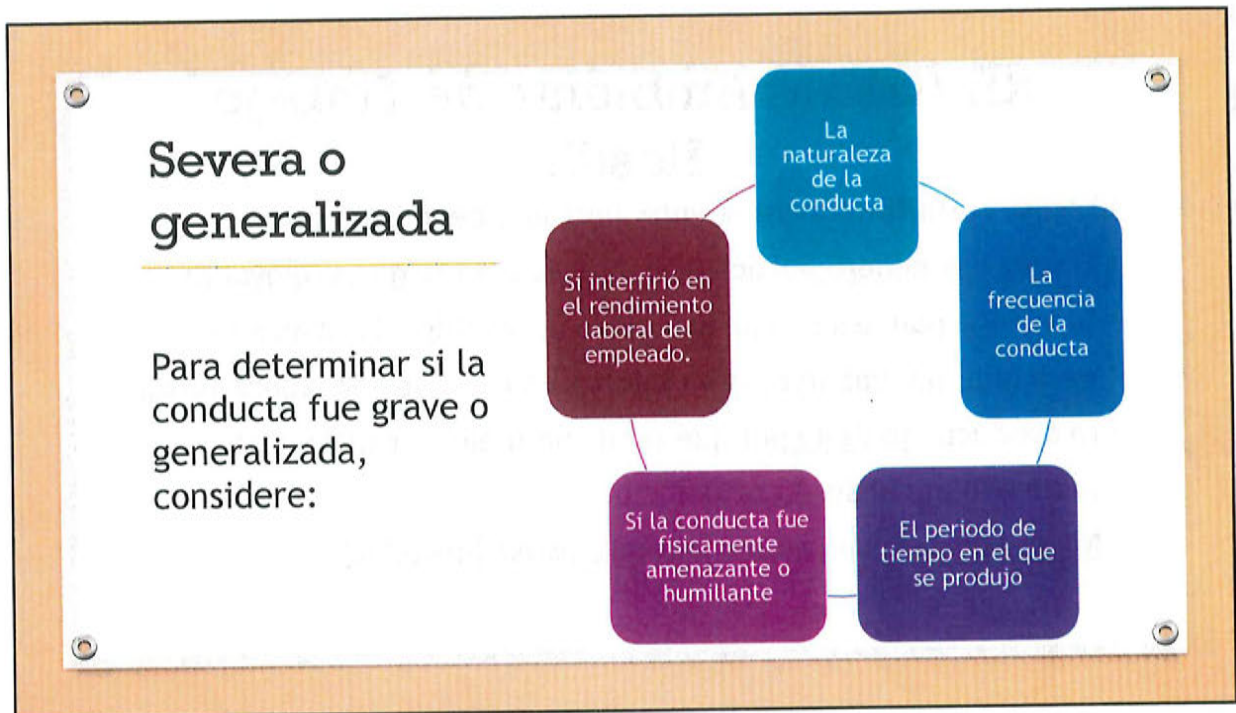 Severa o
generalizada
Para determinar si la
conducta fue grave o
generalizada,
considere:
La
naturaleza
de la
conducta
La
frecuencia
de la
conducta
El periodo de
tiempo en el que
se produjo
Si la conducta fue
físicamente
amenazante o
humillante
Si interfirió en
el rendimiento
laboral del
empleado.